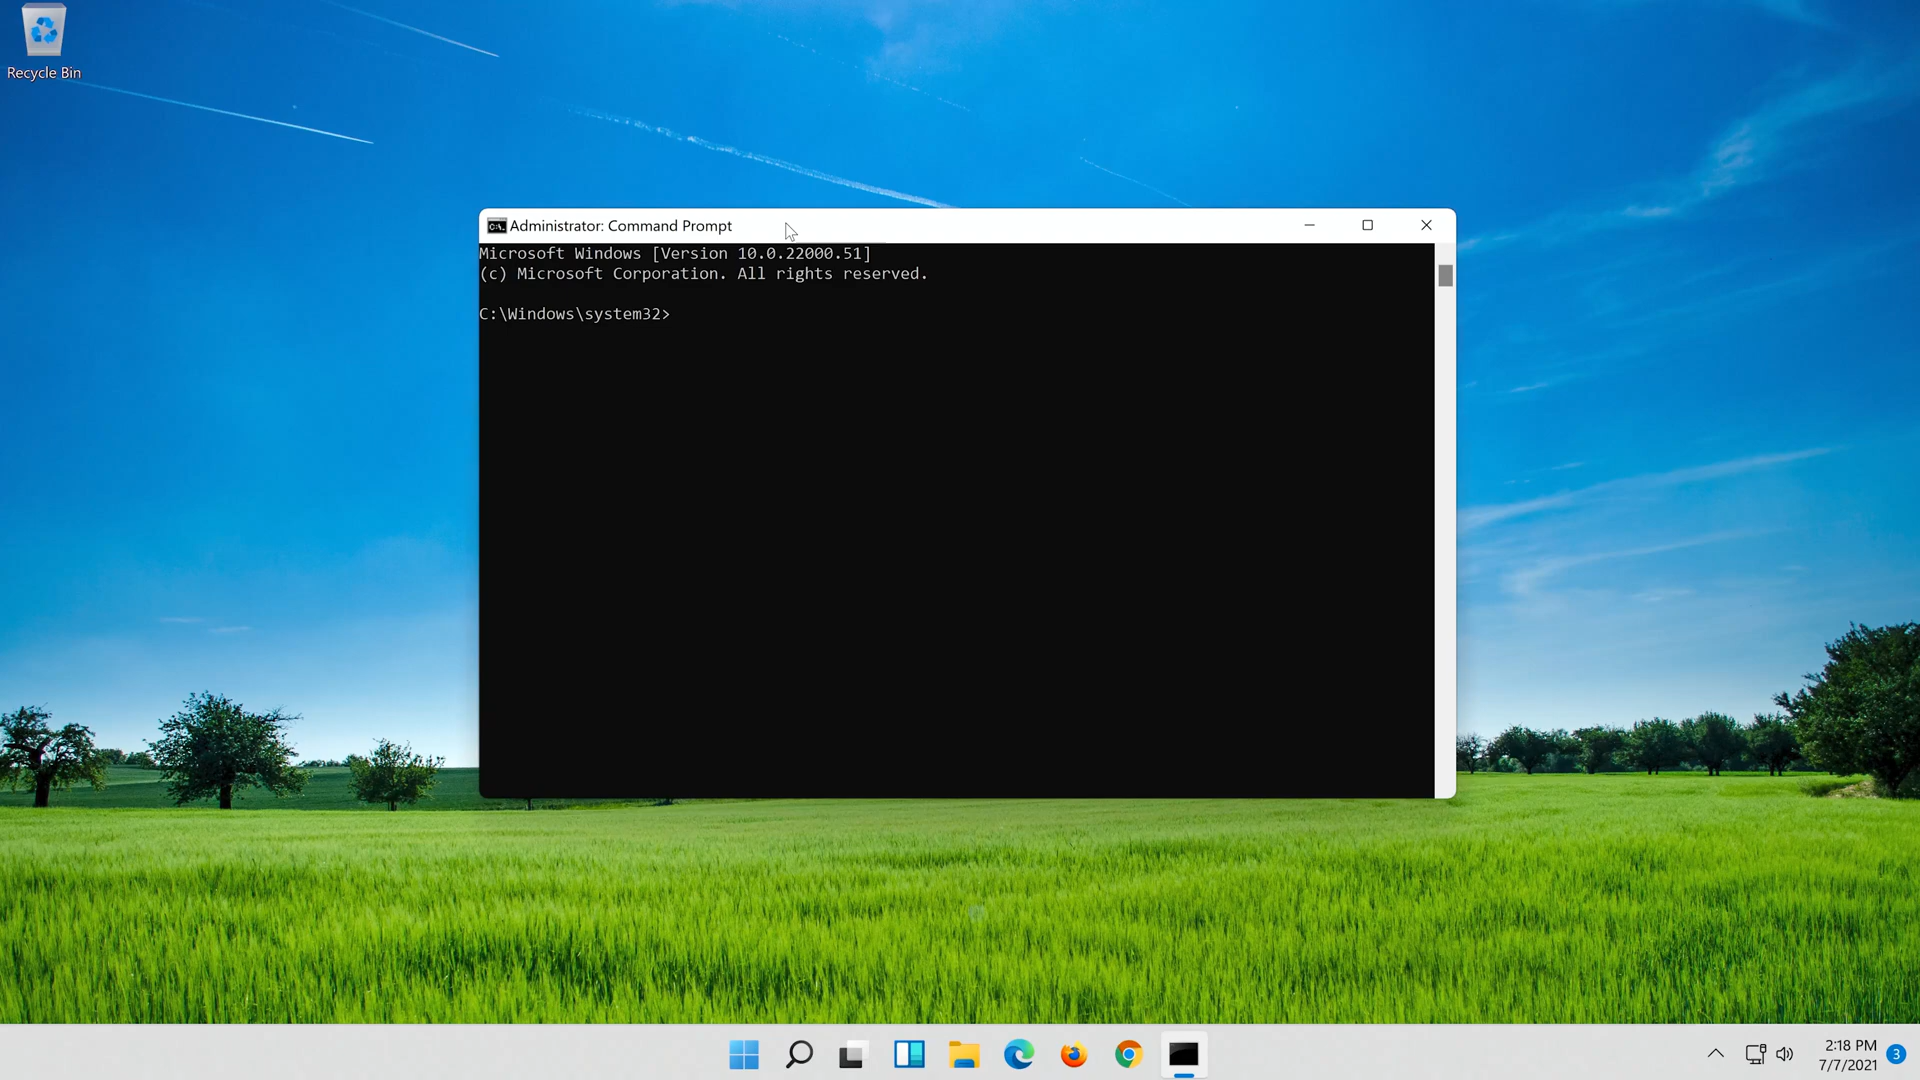 Recycle Bin
C:\. Administrator: Command Prompt
Microsoft Windows [Version 10.0.22000.51]
(c) Microsoft Corporation. All rights reserved.
C:\Windows\system32>
2:18 PM
7/7/2021
3